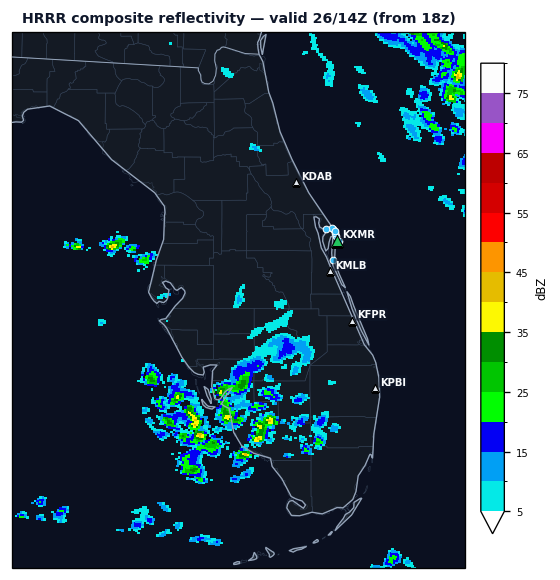 HRRR composite reflectivity — valid 26/14Z (from 18z)
KDAB
KXMR
KMLB
KFPR
KPBI
75
65
55
45
35
25
15
5
dBZ